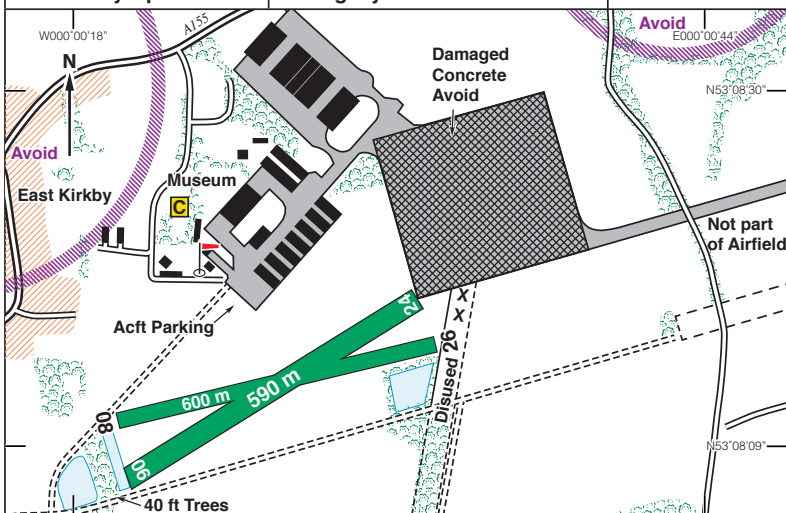 W000°00'18"
A155
Avoid
E000°00'44"
N
Damaged
Concrete
Avoid
N53°08'30"
Avoid
East Kirkby
Museum
C
Not part
of Airfield
Acft Parking
24
X
X
26
Disused
600 m
590 m
08
06
N53°08'09"
40 ft Trees